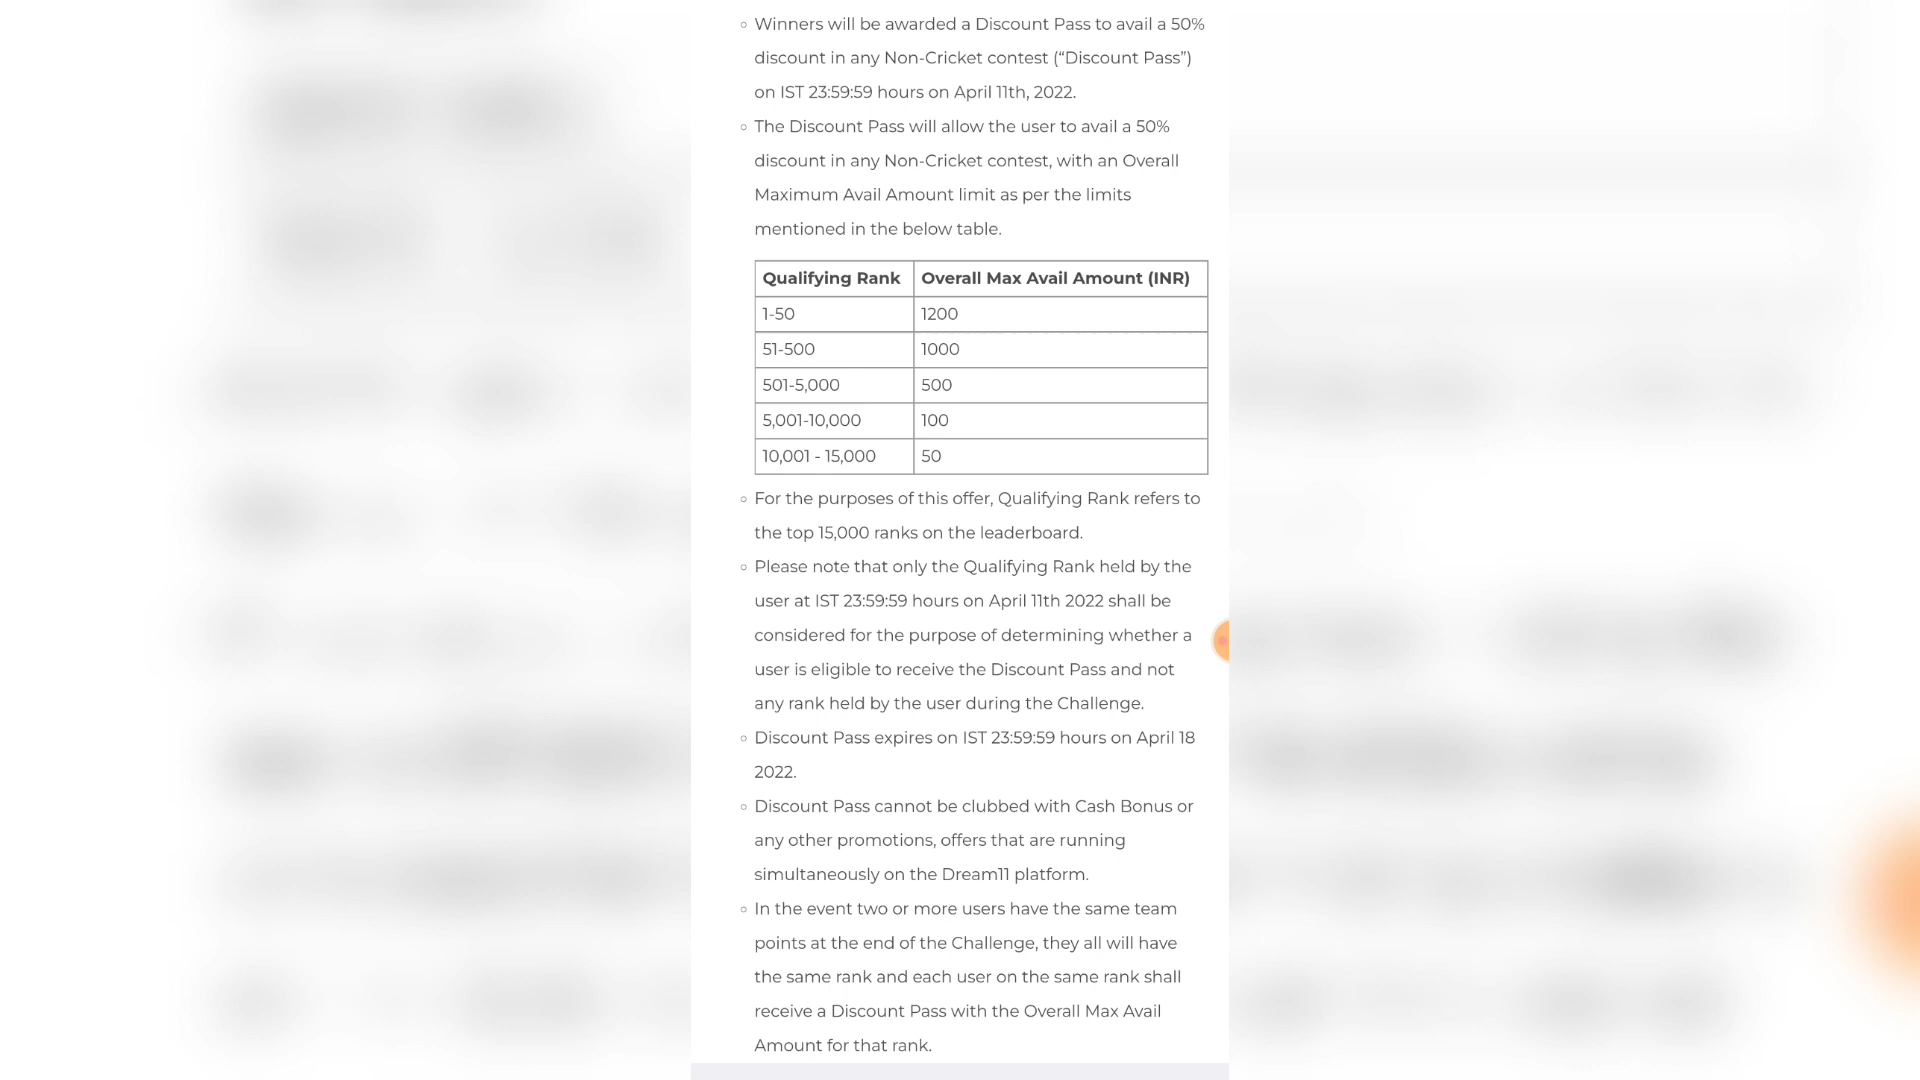 Winners will be awarded a Discount Pass to avail a 50%
discount in any Non-Cricket contest (“Discount Pass”)
on IST 23:59:59 hours on April 11th, 2022.
The Discount Pass will allow the user to avail a 50%
discount in any Non-Cricket contest, with an Overall
Maximum Avail Amount limit as per the limits
mentioned in the below table.
Qualifying Rank Overall Max Avail Amount (INR)
1-50 1200
51-500 1000
501-5,000 500
5,001-10,000 100
10,001 - 15,000 50
For the purposes of this offer, Qualifying Rank refers to
the top 15,000 ranks on the leaderboard.
Please note that only the Qualifying Rank held by the
user at IST 23:59:59 hours on April 11th 2022 shall be
considered for the purpose of determining whether a
user is eligible to receive the Discount Pass and not
any rank held by the user during the Challenge.
Discount Pass expires on IST 23:59:59 hours on April 18
2022.
Discount Pass cannot be clubbed with Cash Bonus or
any other promotions, offers that are running
simultaneously on the Dream11 platform.
In the event two or more users have the same team
points at the end of the Challenge, they all will have
the same rank and each user on the same rank shall
receive a Discount Pass with the Overall Max Avail
Amount for that rank.